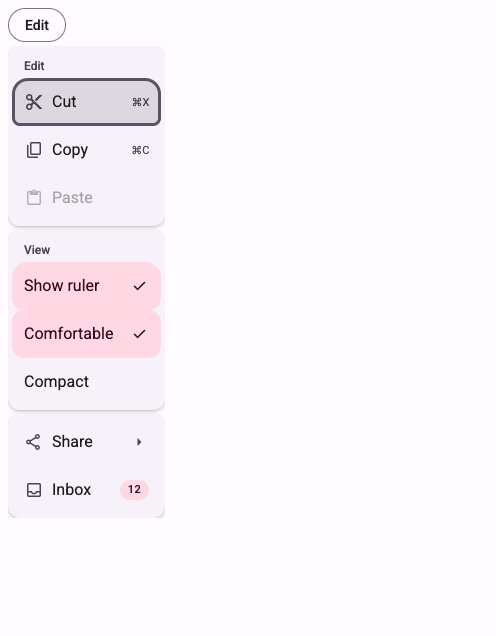 Edit
Edit
Cut ⌘X
Copy ⌘C
Paste
View
Show ruler
Comfortable
Compact
Share
Inbox 12